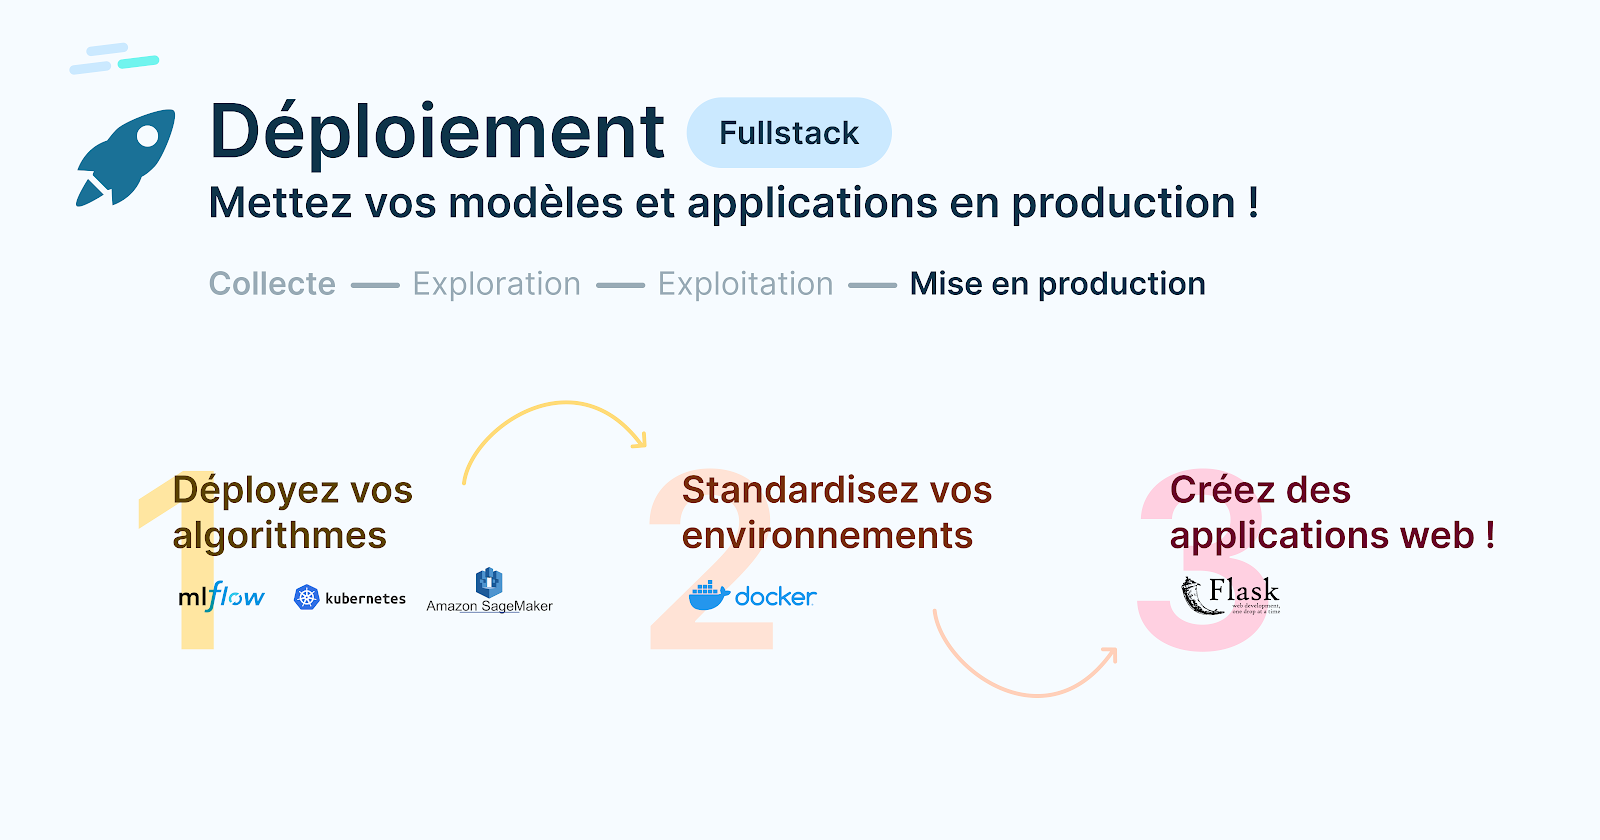 Déploiement
Fullstack
Mettez vos modèles et applications en production !
Collecte
Exploration
Exploitation
Mise en production
1
Déployez vos
algorithmes
mlflow
kubernetes
Amazon SageMaker
2
Standardisez vos
environnements
docker
3
Créez des
applications web !
Flask
web development,
one drop at a time